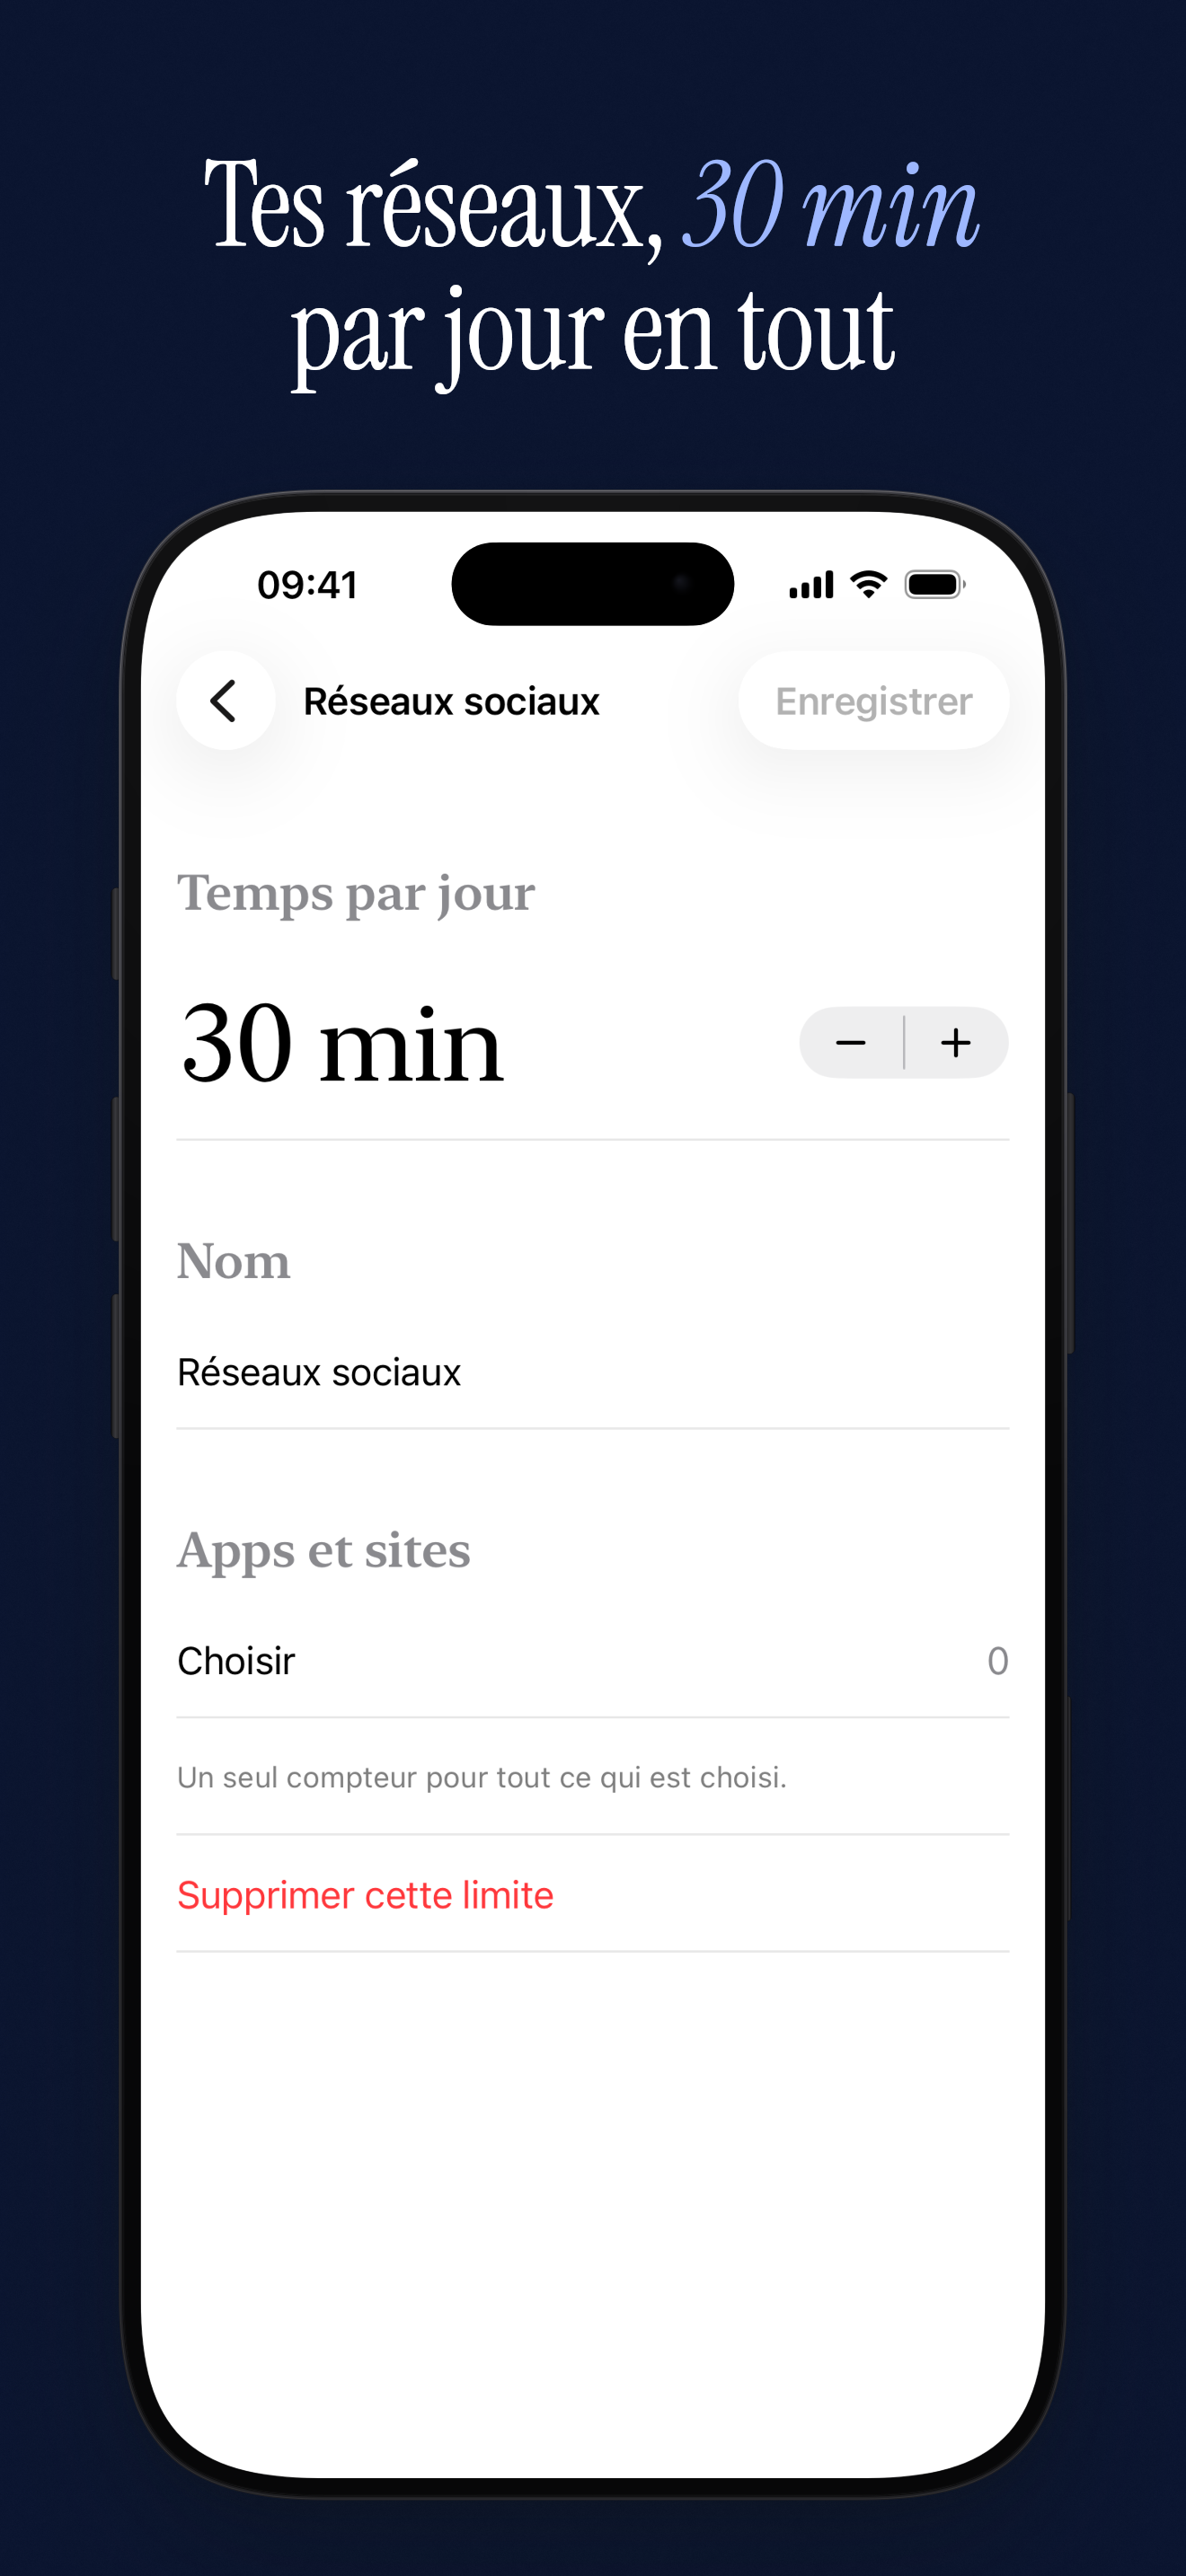 Tes réseaux, 30 min
par jour en tout
09:41
Réseaux sociaux
Enregistrer
Temps par jour
30 min
Nom
Réseaux sociaux
Apps et sites
Choisir
0
Un seul compteur pour tout ce qui est choisi.
Supprimer cette limite